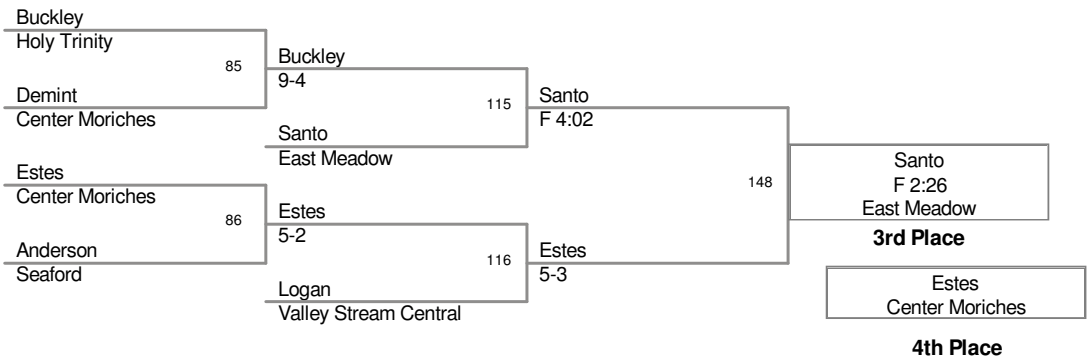 Buckley
Holy Trinity
85
Demint
Center Moriches
Buckley
9-4
115
Santo
East Meadow
Santo
F 4:02
Estes
Center Moriches
86
Anderson
Seaford
Estes
5-2
116
Logan
Valley Stream Central
Estes
5-3
148
Santo
F 2:26
East Meadow
3rd Place
Estes
Center Moriches
4th Place